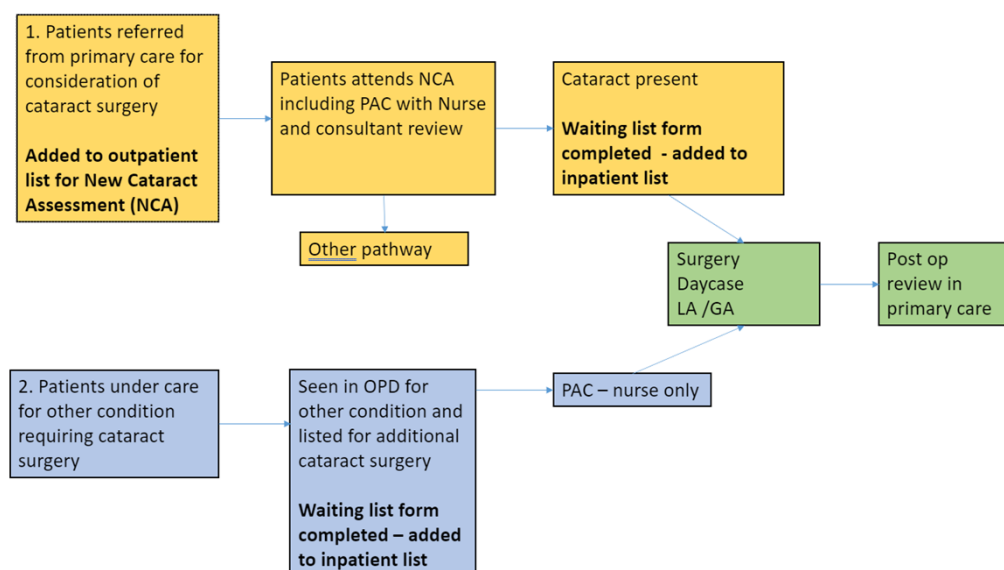 1. Patients referred
from primary care for
consideration of
cataract surgery
Added to outpatient
list for New Cataract
Assessment (NCA)
Patients attends NCA
including PAC with Nurse
and consultant review
Cataract present
Waiting list form
completed - added to
inpatient list
Other pathway
Surgery
Daycase
LA /GA
Post op
review in
primary care
2. Patients under care
for other condition
requiring cataract
surgery
Seen in OPD for
other condition and
listed for additional
cataract surgery
Waiting list form
completed – added
to inpatient list
PAC – nurse only